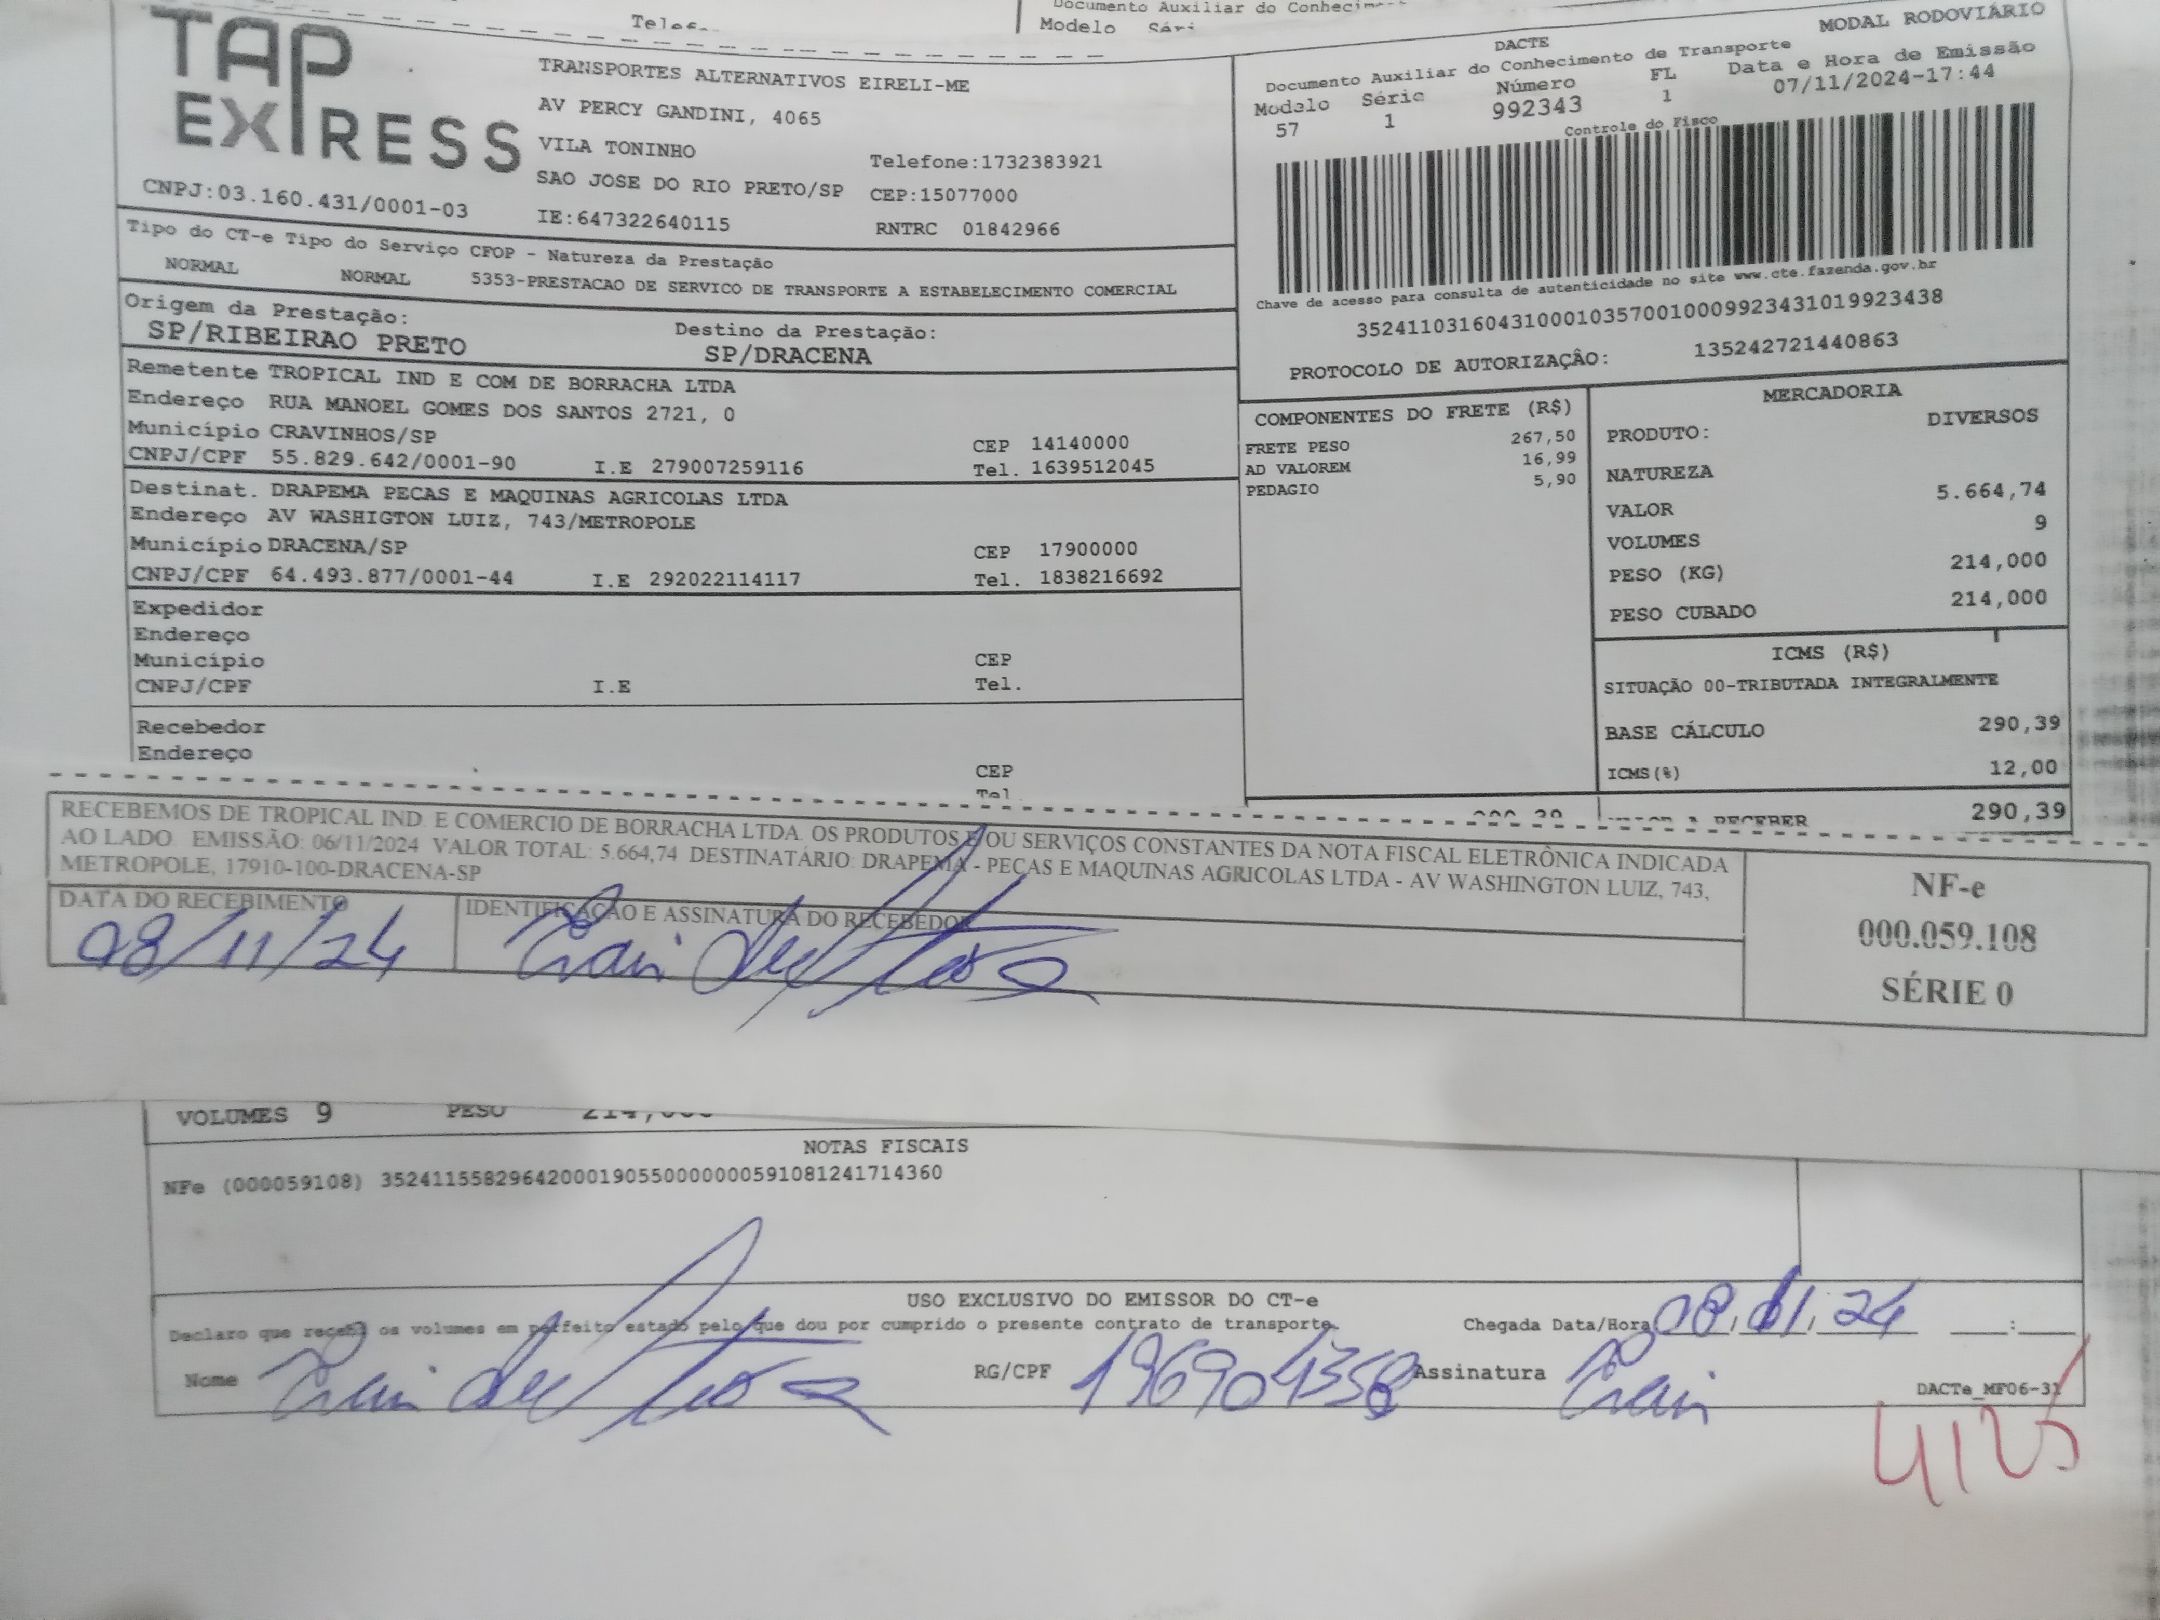 Documento Auxiliar do
Modelo
TAP EXPRESS
CNPJ:03.160.431/0001-03
TRANSPORTES ALTERNATIVOS EIRELI-ME
AV PERCY GANDINI, 4065
VILA TONINHO
Telefone:1732383921
SAO JOSE DO RIO PRETO/SP CEP:15077000
IE:647322640115 RNTRC 01842966
MODAL RODOVIÁRIO
DACTE
Documento Auxiliar do Conhecimento de Transporte
Modelo Série Número FL Data e Hora de Emissão
57 1 992343 1 07/11/2024-17:44
Controle do Fisco
Chave de acesso para consulta de autenticidade no site www.cte.fazenda.gov.br
35241103160431000103570010009923431019923438
PROTOCOLO DE AUTORIZAÇÃO: 135242721440863
Tipo do CT-e Tipo do Serviço CFOP - Natureza da Prestação
NORMAL NORMAL 5353-PRESTACAO DE SERVICO DE TRANSPORTE A ESTABELECIMENTO COMERCIAL
Origem da Prestação: Destino da Prestação:
SP/RIBEIRAO PRETO SP/DRACENA
Remetente TROPICAL IND E COM DE BORRACHA LTDA
Endereço RUA MANOEL GOMES DOS SANTOS 2721, 0
Município CRAVINHOS/SP CEP 14140000
CNPJ/CPF 55.829.642/0001-90 I.E 279007259116 Tel. 1639512045
Destinat. DRAPEMA PECAS E MAQUINAS AGRICOLAS LTDA
Endereço AV WASHIGTON LUIZ, 743/METROPOLE
Município DRACENA/SP CEP 17900000
CNPJ/CPF 64.493.877/0001-44 I.E 292022114117 Tel. 1838216692
Expedidor
Endereço
Município CEP
CNPJ/CPF I.E Tel.
Recebedor
Endereço
CEP
Tel
COMPONENTES DO FRETE (R$)
FRETE PESO 267,50
AD VALOREM 16,99
PEDAGIO 5,90
MERCADORIA
PRODUTO: DIVERSOS
NATUREZA
VALOR 5.664,74
VOLUMES 9
PESO (KG) 214,000
PESO CUBADO 214,000
ICMS (R$)
SITUAÇÃO 00-TRIBUTADA INTEGRALMENTE
BASE CÁLCULO 290,39
ICMS(%) 12,00
A RECEBER 290,39
RECEBEMOS DE TROPICAL IND. E COMERCIO DE BORRACHA LTDA. OS PRODUTOS E/OU SERVIÇOS CONSTANTES DA NOTA FISCAL ELETRÔNICA INDICADA
AO LADO. EMISSÃO: 06/11/2024 VALOR TOTAL: 5.664,74 DESTINATÁRIO: DRAPEMA - PEÇAS E MAQUINAS AGRICOLAS LTDA - AV WASHINGTON LUIZ, 743,
METROPOLE, 17910-100-DRACENA-SP
DATA DO RECEBIMENTO IDENTIFICAÇÃO E ASSINATURA DO RECEBEDOR
08/11/24
NF-e
000.059.108
SÉRIE 0
VOLUMES 9 PESO 214,000
NOTAS FISCAIS
NFe (000059108) 35241155829642000190550000000591081241714360
USO EXCLUSIVO DO EMISSOR DO CT-e
Declaro que recebi os volumes em perfeito estado pelo que dou por cumprido o presente contrato de transporte. Chegada Data/Hora 08, 11, 24 :
Nome RG/CPF 196904358 Assinatura
DACTe_MF06-31
4125